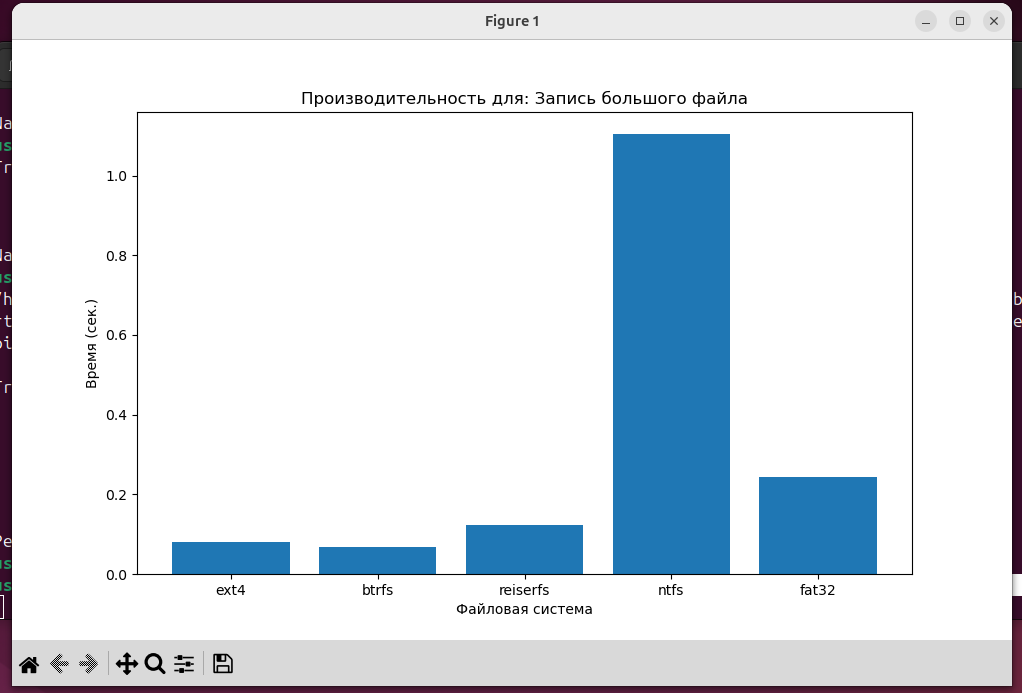 Figure 1
Производительность для: Запись большого файла
1.0
0.8
0.6
0.4
0.2
0.0
Время (сек.)
ext4
btrfs
reiserfs
ntfs
fat32
Файловая система